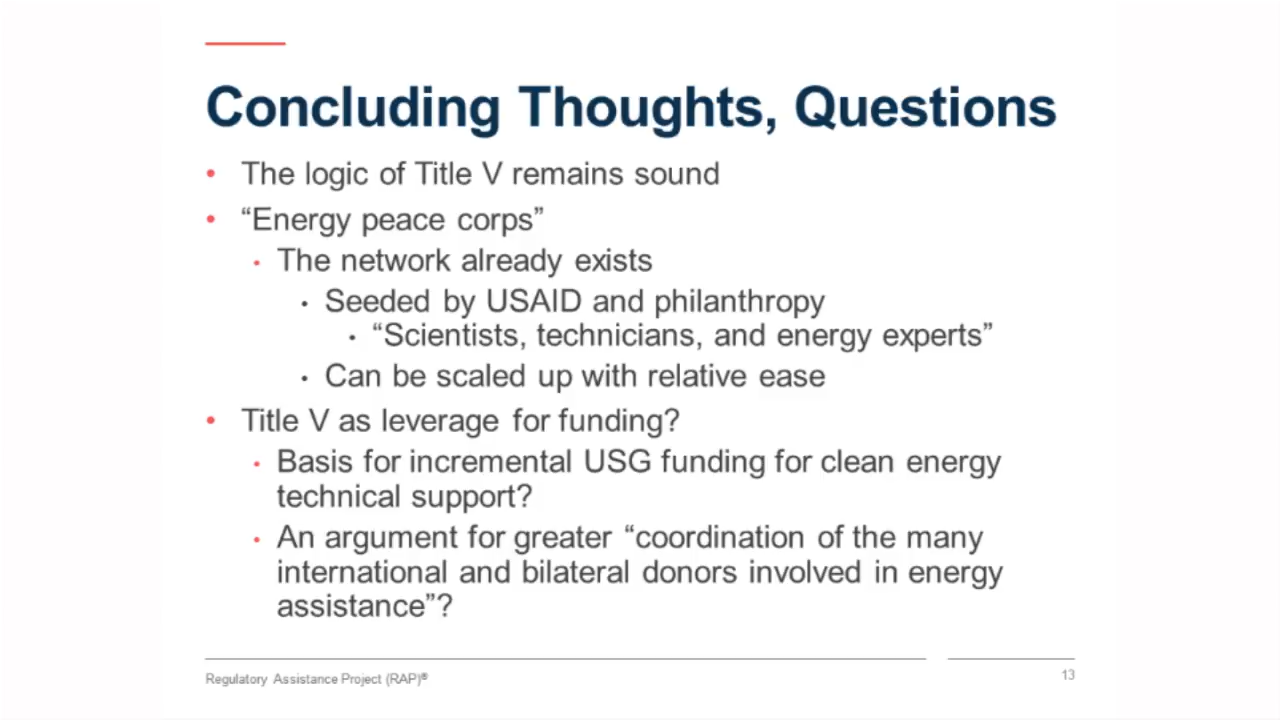 Concluding Thoughts, Questions
• The logic of Title V remains sound
• “Energy peace corps”
• The network already exists
• Seeded by USAID and philanthropy
• “Scientists, technicians, and energy experts”
• Can be scaled up with relative ease
• Title V as leverage for funding?
• Basis for incremental USG funding for clean energy
technical support?
• An argument for greater “coordination of the many
international and bilateral donors involved in energy
assistance”?
Regulatory Assistance Project (RAP)®
13